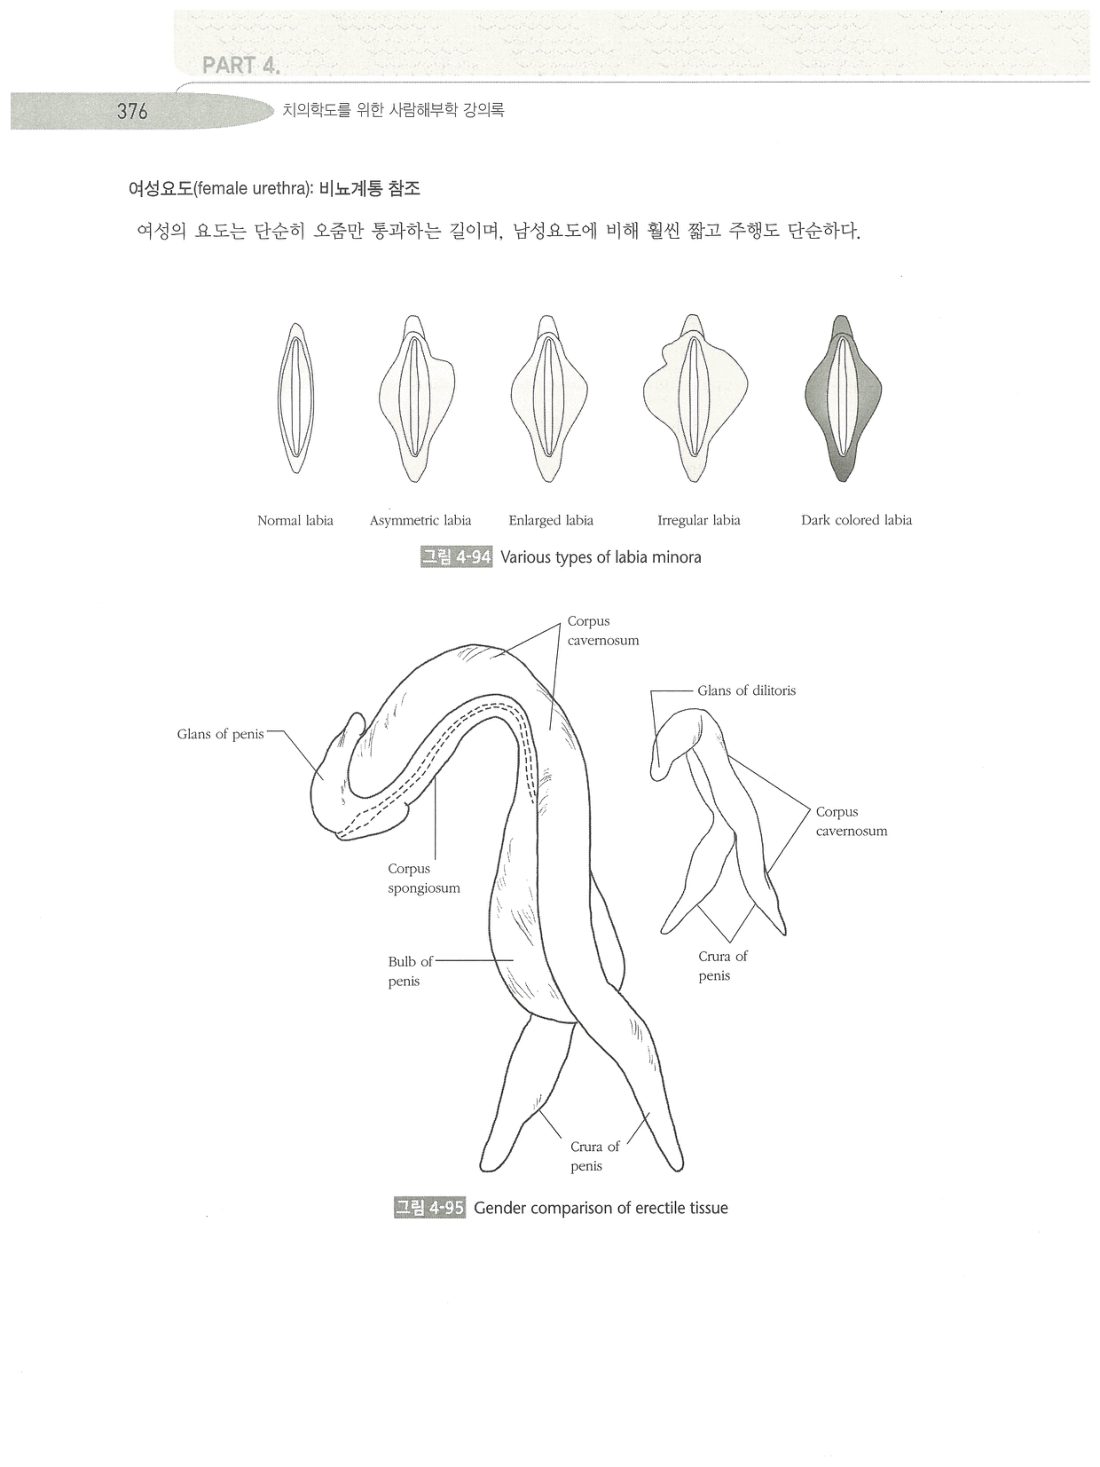 PART 4.
376
치의학도를 위한 사람해부학 강의록
여성요도(female urethra): 비뇨계통 참조
여성의 요도는 단순히 오줌만 통과하는 길이며, 남성요도에 비해 훨씬 짧고 주행도 단순하다.
Normal labia
Asymmetric labia
Enlarged labia
Irregular labia
Dark colored labia
그림 4-94 Various types of labia minora
Corpus
cavernosum
Glans of penis
Corpus
spongiosum
Bulb of
penis
Crura of
penis
Glans of dilitoris
Corpus
cavernosum
Crura of
penis
그림 4-95 Gender comparison of erectile tissue